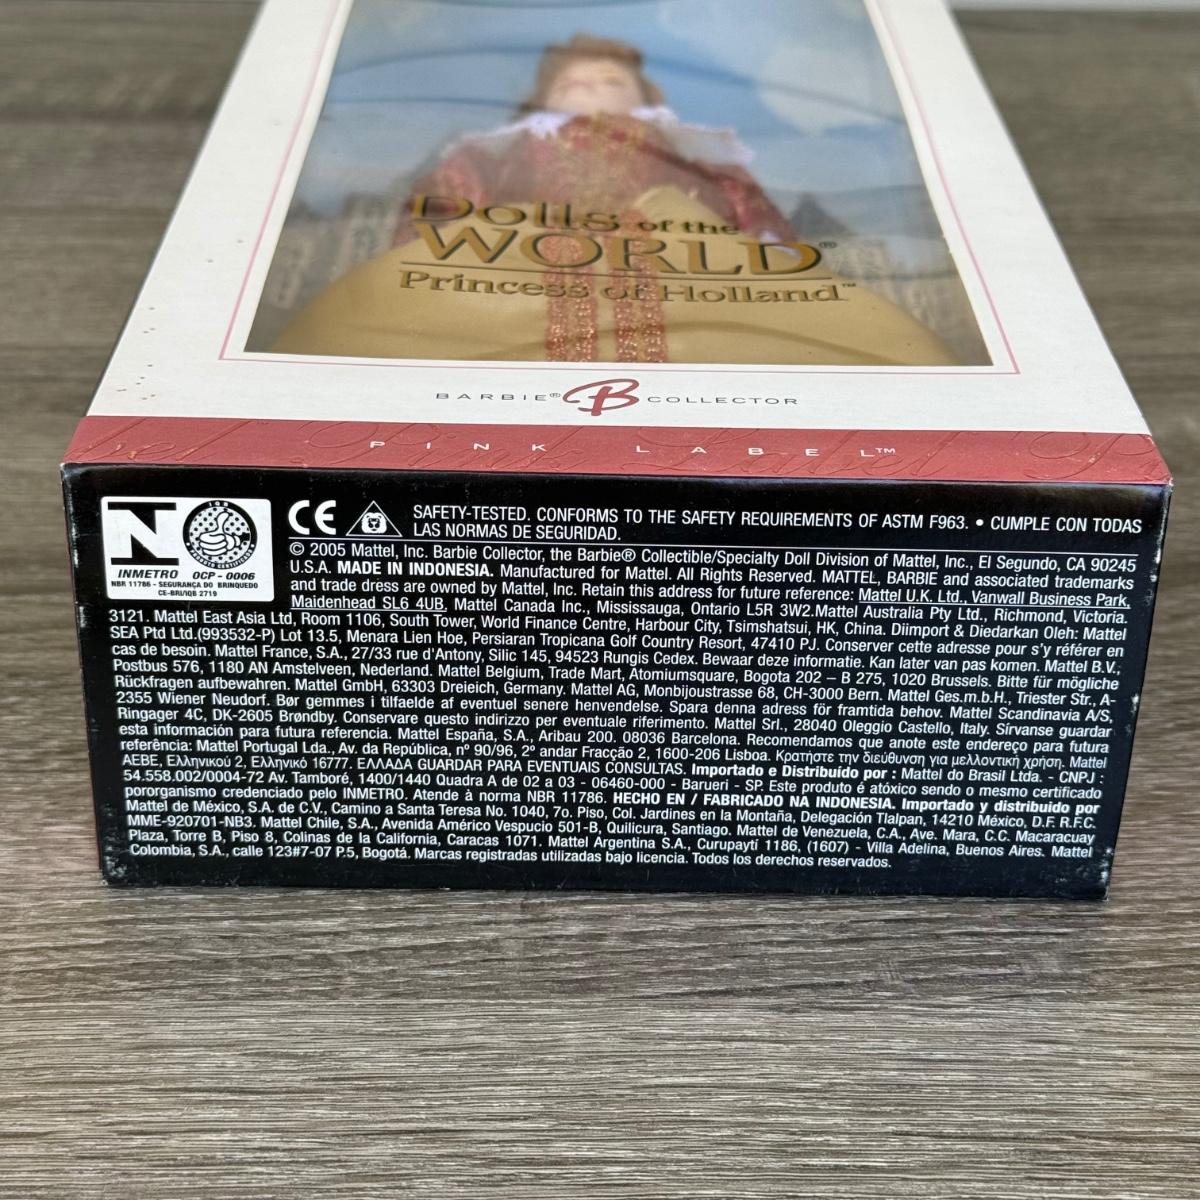 Dolls of the
WORLD®
Princess of Holland™
BARBIE® B COLLECTOR
PINK LABEL™
INMETRO OCP - 0006
NBR 11786 - SEGURANÇA DO BRINQUEDO
CE-BRI/IQB 2719
CE SAFETY-TESTED. CONFORMS TO THE SAFETY REQUIREMENTS OF ASTM F963. • CUMPLE CON TODAS
LAS NORMAS DE SEGURIDAD.
© 2005 Mattel, Inc. Barbie Collector, the Barbie® Collectible/Specialty Doll Division of Mattel, Inc., El Segundo, CA 90245
U.S.A. MADE IN INDONESIA. Manufactured for Mattel. All Rights Reserved. MATTEL, BARBIE and associated trademarks
and trade dress are owned by Mattel, Inc. Retain this address for future reference: Mattel U.K. Ltd., Vanwall Business Park,
Maidenhead SL6 4UB. Mattel Canada Inc., Mississauga, Ontario L5R 3W2.Mattel Australia Pty Ltd., Richmond, Victoria.
3121. Mattel East Asia Ltd, Room 1106, South Tower, World Finance Centre, Harbour City, Tsimshatsui, HK, China. Diimport & Diedarkan Oleh: Mattel
SEA Ptd Ltd.(993532-P) Lot 13.5, Menara Lien Hoe, Persiaran Tropicana Golf Country Resort, 47410 PJ. Conserver cette adresse pour s'y référer en
cas de besoin. Mattel France, S.A., 27/33 rue d'Antony, Silic 145, 94523 Rungis Cedex. Bewaar deze informatie. Kan later van pas komen. Mattel B.V.,
Postbus 576, 1180 AN Amstelveen, Nederland. Mattel Belgium, Trade Mart, Atomiumsquare, Bogota 202 – B 275, 1020 Brussels. Bitte für mögliche
Rückfragen aufbewahren. Mattel GmbH, 63303 Dreieich, Germany. Mattel AG, Monbijoustrasse 68, CH-3000 Bern. Mattel Ges.m.b.H., Triester Str., A-
2355 Wiener Neudorf. Bør gemmes i tilfaelde af eventuel senere henvendelse. Spara denna adress för framtida behov. Mattel Scandinavia A/S,
Ringager 4C, DK-2605 Brøndby. Conservare questo indirizzo per eventuale riferimento. Mattel Srl., 28040 Oleggio Castello, Italy. Sírvanse guardar
esta información para futura referencia. Mattel España, S.A., Aribau 200. 08036 Barcelona. Recomendamos que anote este endereço para futura
referência: Mattel Portugal Lda., Av. da República, nº 90/96, 2º andar Fracção 2, 1600-206 Lisboa. Κρατήστε την διεύθυνση για μελλοντική χρήση. Mattel
AEBE, Ελληνικού 2, Ελληνικό 16777. ΕΛΛΑΔΑ GUARDAR PARA EVENTUAIS CONSULTAS. Importado e Distribuído por : Mattel do Brasil Ltda. - CNPJ :
54.558.002/0004-72 Av. Tamboré, 1400/1440 Quadra A de 02 a 03 - 06460-000 - Barueri - SP. Este produto é atóxico sendo o mesmo certificado
pororganismo credenciado pelo INMETRO. Atende à norma NBR 11786. HECHO EN / FABRICADO NA INDONESIA. Importado y distribuido por
Mattel de México, S.A. de C.V., Camino a Santa Teresa No. 1040, 7o. Piso, Col. Jardines en la Montaña, Delegación Tlalpan, 14210 México, D.F. R.F.C.
MME-920701-NB3. Mattel Chile, S.A., Avenida Américo Vespucio 501-B, Quilicura, Santiago. Mattel de Venezuela, C.A., Ave. Mara, C.C. Macaracuay
Plaza, Torre B, Piso 8, Colinas de la California, Caracas 1071. Mattel Argentina S.A., Curupaytí 1186, (1607) - Villa Adelina, Buenos Aires. Mattel
Colombia, S.A., calle 123#7-07 P.5, Bogotá. Marcas registradas utilizadas bajo licencia. Todos los derechos reservados.